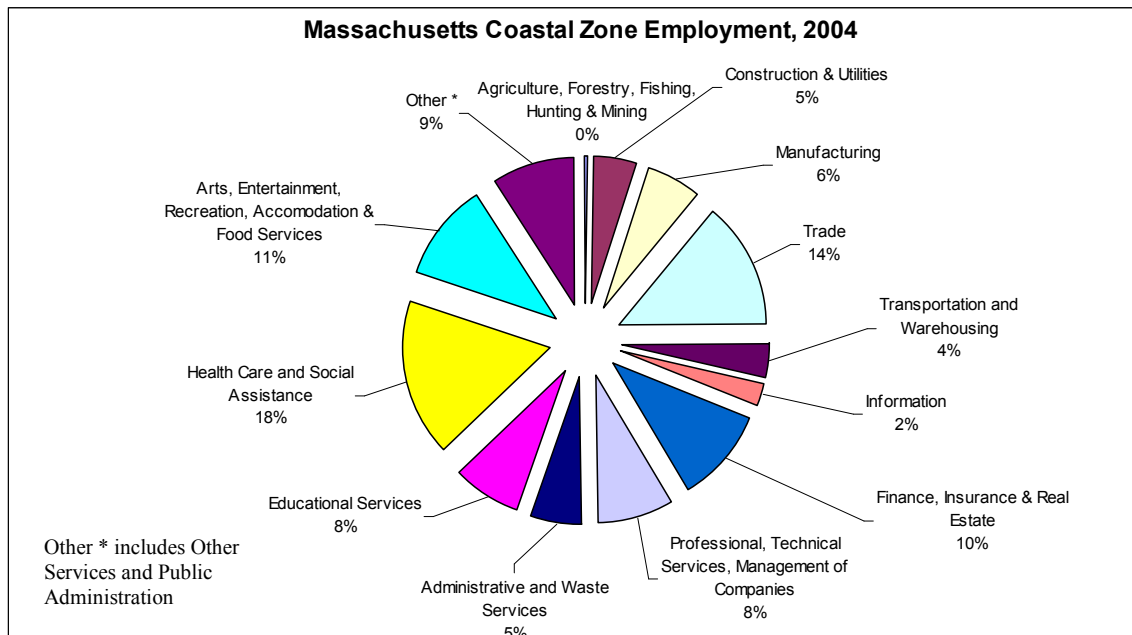 Massachusetts Coastal Zone Employment, 2004
Agriculture, Forestry, Fishing,
Hunting & Mining
0%
Construction & Utilities
5%
Manufacturing
6%
Trade
14%
Transportation and
Warehousing
4%
Information
2%
Finance, Insurance & Real
Estate
10%
Professional, Technical
Services, Management of
Companies
8%
Administrative and Waste
Services
5%
Educational Services
8%
Health Care and Social
Assistance
18%
Arts, Entertainment,
Recreation, Accomodation &
Food Services
11%
Other *
9%
Other * includes Other
Services and Public
Administration